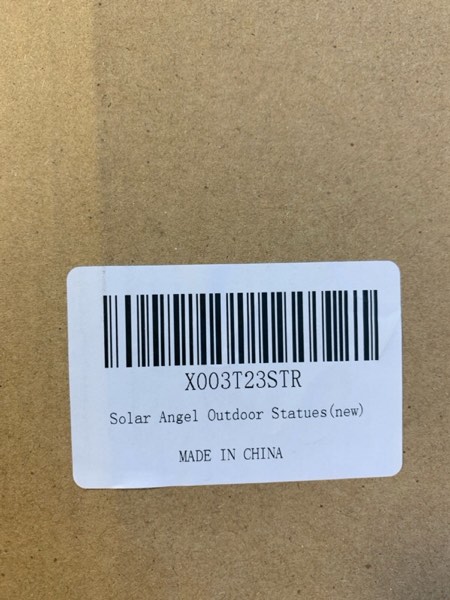 X003T23STR
Solar Angel Outdoor Statues(new)
MADE IN CHINA